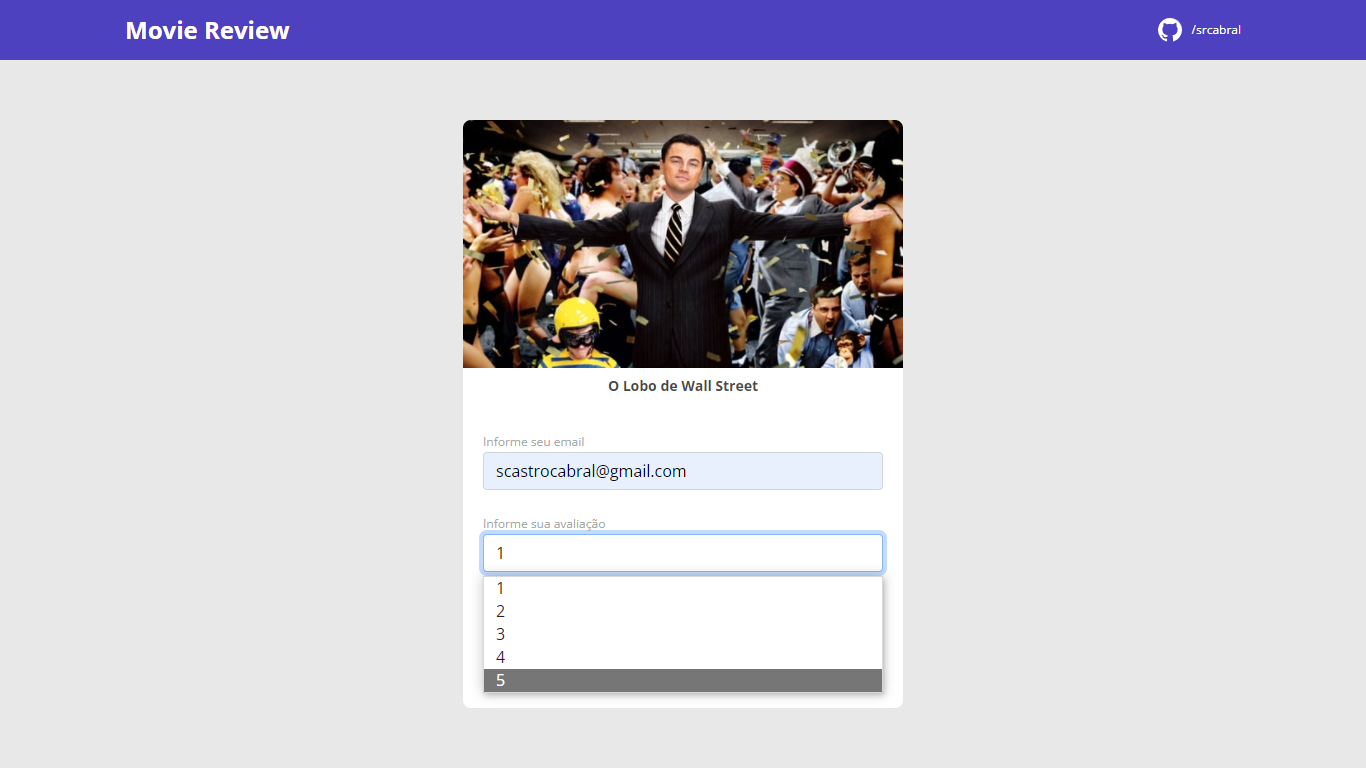 Movie Review
/srcabral
O Lobo de Wall Street
Informe seu email
scastrocabral@gmail.com
Informe sua avaliação
1
1
2
3
4
5